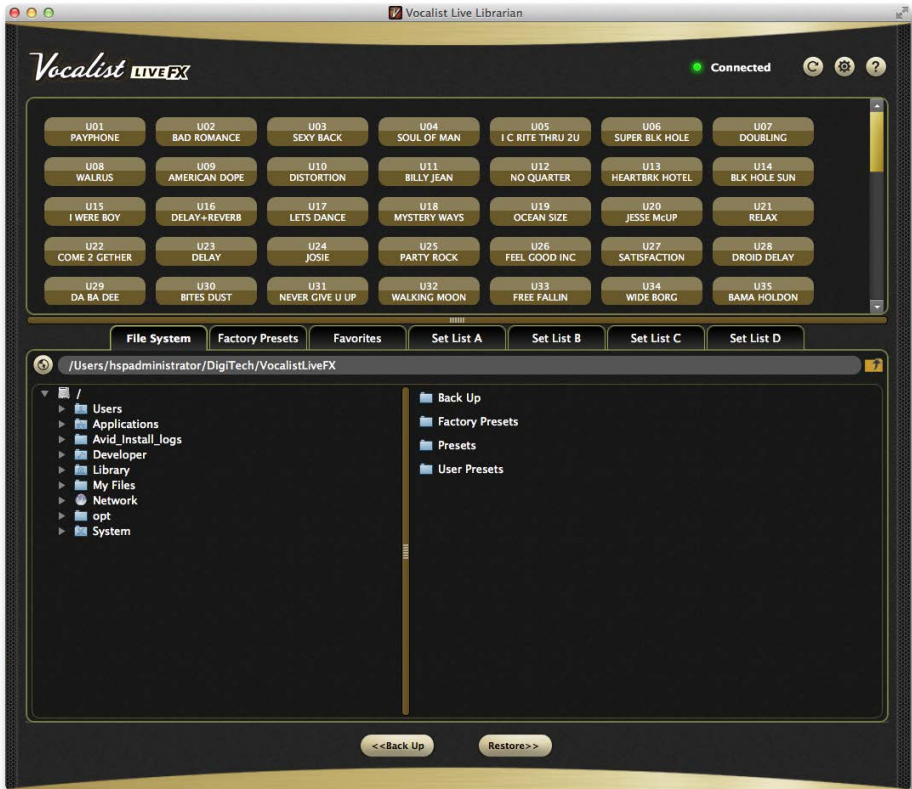 Vocalist Live Librarian
Vocalist LIVE FX
Connected
U01
PAYPHONE
U02
BAD ROMANCE
U03
SEXY BACK
U04
SOUL OF MAN
U05
I C RITE THRU 2U
U06
SUPER BLK HOLE
U07
DOUBLING
U08
WALRUS
U09
AMERICAN DOPE
U10
DISTORTION
U11
BILLY JEAN
U12
NO QUARTER
U13
HEARTBRK HOTEL
U14
BLK HOLE SUN
U15
I WERE BOY
U16
DELAY+REVERB
U17
LETS DANCE
U18
MYSTERY WAYS
U19
OCEAN SIZE
U20
JESSE McUP
U21
RELAX
U22
COME 2 GETHER
U23
DELAY
U24
JOSIE
U25
PARTY ROCK
U26
FEEL GOOD INC
U27
SATISFACTION
U28
DROID DELAY
U29
DA BA DEE
U30
BITES DUST
U31
NEVER GIVE U UP
U32
WALKING MOON
U33
FREE FALLIN
U34
WIDE BORG
U35
BAMA HOLDON
File System
Factory Presets
Favorites
Set List A
Set List B
Set List C
Set List D
/Users/hspadministrator/DigiTech/VocalistLiveFX
/
Users
Applications
Avid_Install_logs
Developer
Library
My Files
Network
opt
System
Back Up
Factory Presets
Presets
User Presets
<<Back Up
Restore>>